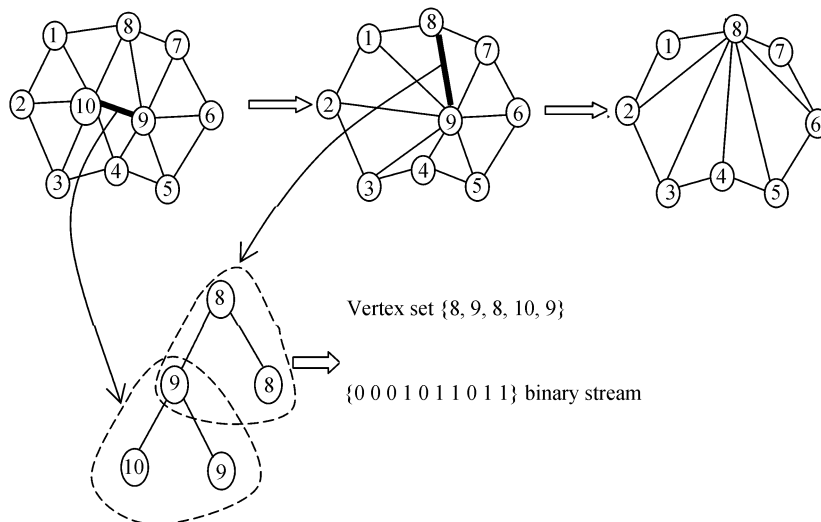 1 8 7 2 10 9 6 3 4 5
1 8 7 2 9 6 3 4 5
8 1 7 2 6 3 4 5
8
9 8
10 9
Vertex set {8, 9, 8, 10, 9}
{0 0 0 1 0 1 1 0 1 1} binary stream